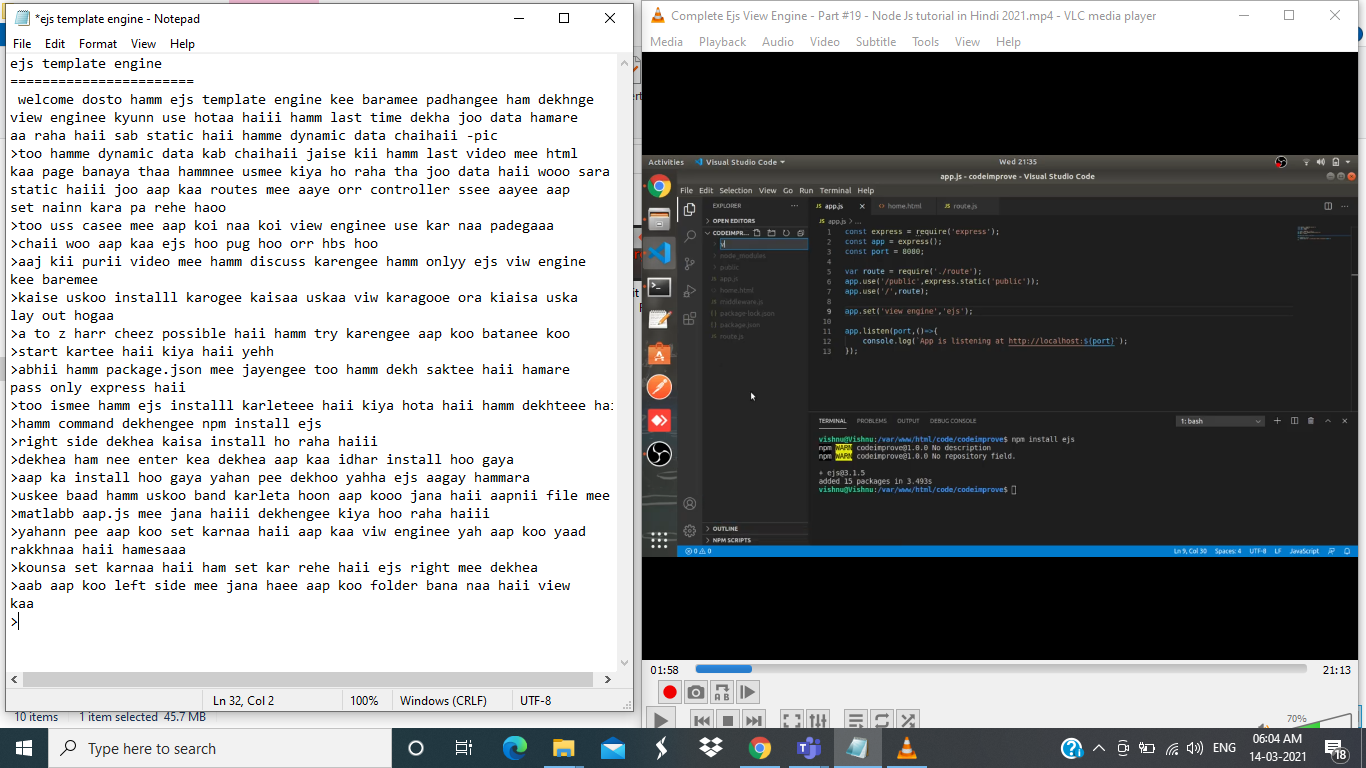 *ejs template engine - Notepad
File Edit Format View Help
ejs template engine
=======================
welcome dosto hamm ejs template engine kee baramee padhangee ham dekhnge
view enginee kyunn use hotaa haiii hamm last time dekha joo data hamare
aa raha haii sab static haii hamme dynamic data chaihaii -pic
>too hamme dynamic data kab chaihaii jaise kii hamm last video mee html
kaa page banaya thaa hammnee usmee kiya ho raha tha joo data haii wooo sara
static haiii joo aap kaa routes mee aaye orr controller ssee aayee aap
set nainn kara pa rehe haoo
>too uss casee mee aap koi naa koi view enginee use kar naa padegaaa
>chaii woo aap kaa ejs hoo pug hoo orr hbs hoo
>aaj kii purii video mee hamm discuss karengee hamm onlyy ejs viw engine
kee baremee
>kaise uskoo installl karogee kaisaa uskaa viw karagooe ora kiaisa uska
lay out hogaa
>a to z harr cheez possible haii hamm try karengee aap koo batanee koo
>start kartee haii kiya haii yehh
>abhii hamm package.json mee jayengee too hamm dekh saktee haii hamare
pass only express haii
>too ismee hamm ejs installl karleteee haii kiya hota haii hamm dekhteee hai
>hamm command dekhengee npm install ejs
>right side dekhea kaisa install ho raha haiii
>dekhea ham nee enter kea dekhea aap kaa idhar install hoo gaya
>aap ka install hoo gaya yahan pee dekhoo yahha ejs aagay hammara
>uskee baad hamm uskoo band karleta hoon aap kooo jana haii aapnii file mee
>matlabb aap.js mee jana haiii dekhengee kiya hoo raha haiii
>yahann pee aap koo set karnaa haii aap kaa viw enginee yah aap koo yaad
rakkhnaa haii hamesaaa
>kounsa set karnaa haii ham set kar rehe haii ejs right mee dekhea
>aab aap koo left side mee jana haee aap koo folder bana naa haii view
kaa
>
Ln 32, Col 2 100% Windows (CRLF) UTF-8
10 items 1 item selected 45.7 MB
Complete Ejs View Engine - Part #19 - Node Js tutorial in Hindi 2021.mp4 - VLC media player
Media Playback Audio Video Subtitle Tools View Help
Activities Visual Studio Code Wed 21:35
app.js - codeimprove - Visual Studio Code
File Edit Selection View Go Run Terminal Help
EXPLORER
OPEN EDITORS
CODEIMPR...
v
node_modules
public
app.js
home.html
middleware.js
package-lock.json
package.json
route.js
OUTLINE
NPM SCRIPTS
JS app.js × <> home.html JS route.js
JS app.js > ...
1 const express = require('express');
2 const app = express();
3 const port = 8080;
4
5 var route = require('./route');
6 app.use('/public',express.static('public'));
7 app.use('/',route);
8
9 app.set('view engine','ejs');
10
11 app.listen(port,()=>{
12 console.log(`App is listening at http://localhost:${port}`);
13 });
TERMINAL PROBLEMS OUTPUT DEBUG CONSOLE 1: bash
vishnu@Vishnu:/var/www/html/code/codeimprove$ npm install ejs
npm WARN codeimprove@1.0.0 No description
npm WARN codeimprove@1.0.0 No repository field.
+ ejs@3.1.5
added 15 packages in 3.493s
vishnu@Vishnu:/var/www/html/code/codeimprove$
0 0 Ln 9, Col 30 Spaces: 4 UTF-8 LF JavaScript
01:58 21:13
70%
Type here to search
ENG
06:04 AM
14-03-2021
18